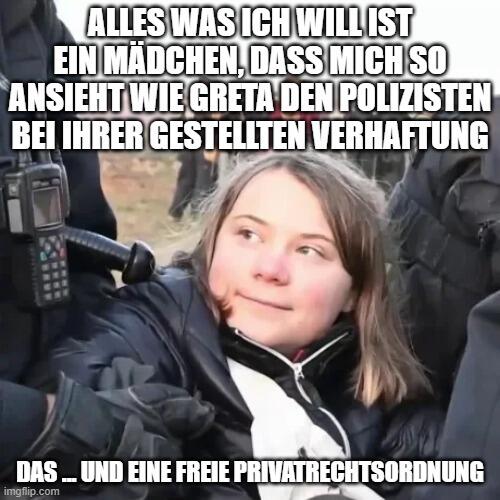 ALLES WAS ICH WILL IST
EIN MÄDCHEN, DASS MICH SO
ANSIEHT WIE GRETA DEN POLIZISTEN
BEI IHRER GESTELLTEN VERHAFTUNG
DAS ... UND EINE FREIE PRIVATRECHTSORDNUNG
imgflip.com